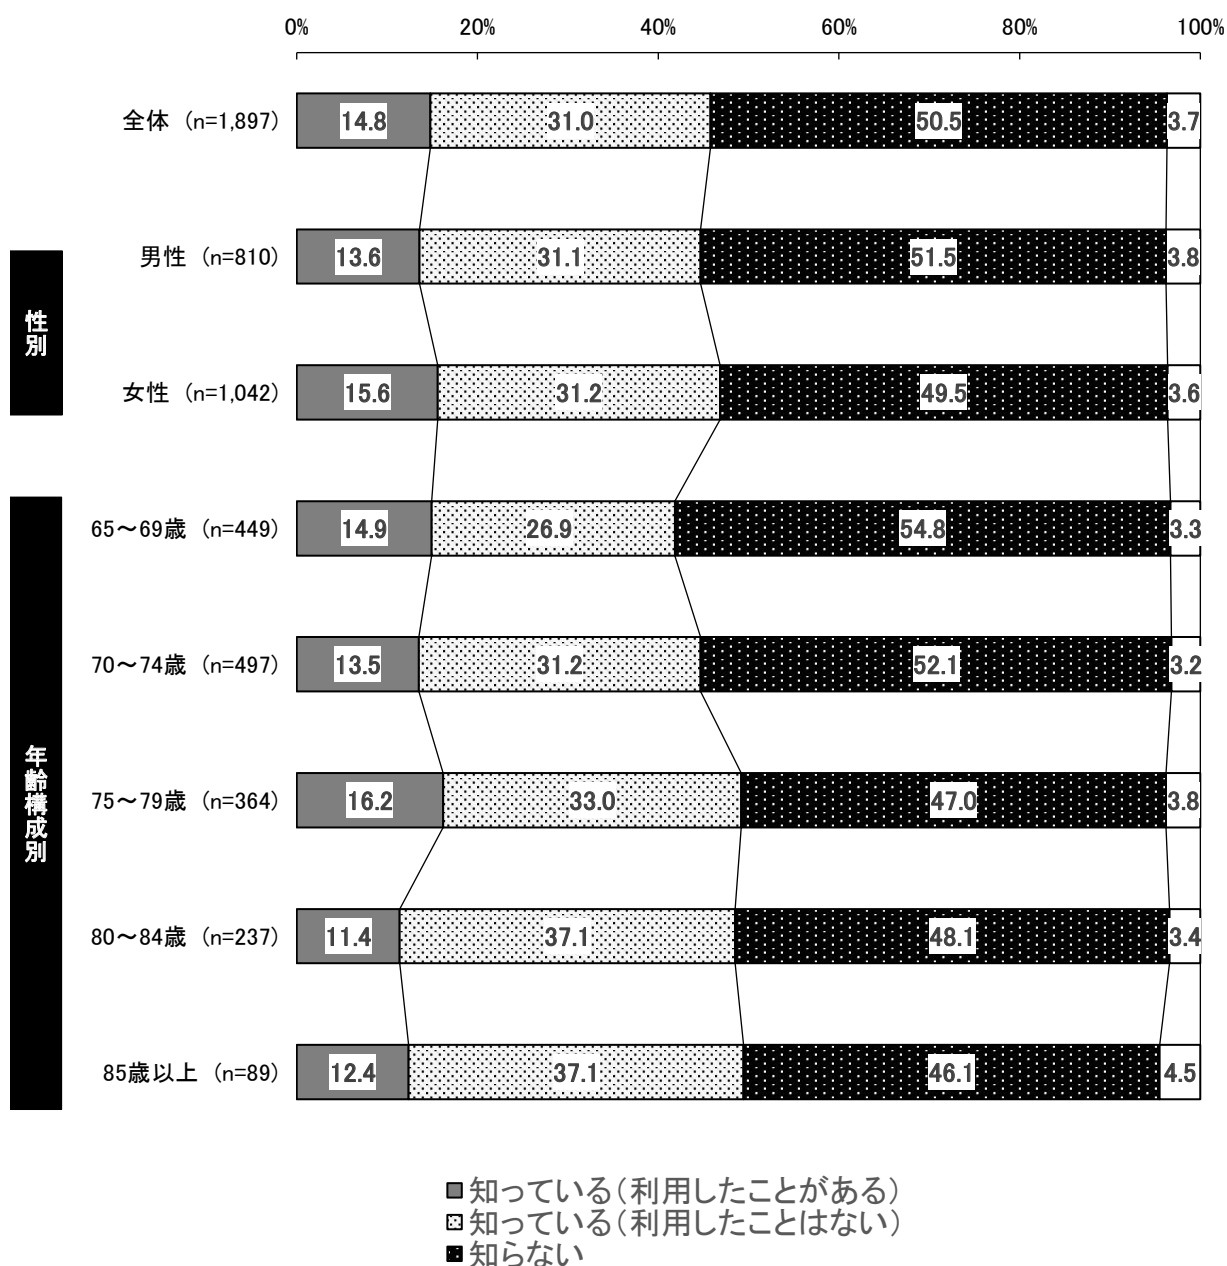 0% 20% 40% 60% 80% 100%
全体 (n=1,897) 14.8 31.0 50.5 3.7
性別
男性 (n=810) 13.6 31.1 51.5 3.8
女性 (n=1,042) 15.6 31.2 49.5 3.6
年齢構成別
65～69歳 (n=449) 14.9 26.9 54.8 3.3
70～74歳 (n=497) 13.5 31.2 52.1 3.2
75～79歳 (n=364) 16.2 33.0 47.0 3.8
80～84歳 (n=237) 11.4 37.1 48.1 3.4
85歳以上 (n=89) 12.4 37.1 46.1 4.5
知っている（利用したことがある）
知っている（利用したことはない）
知らない